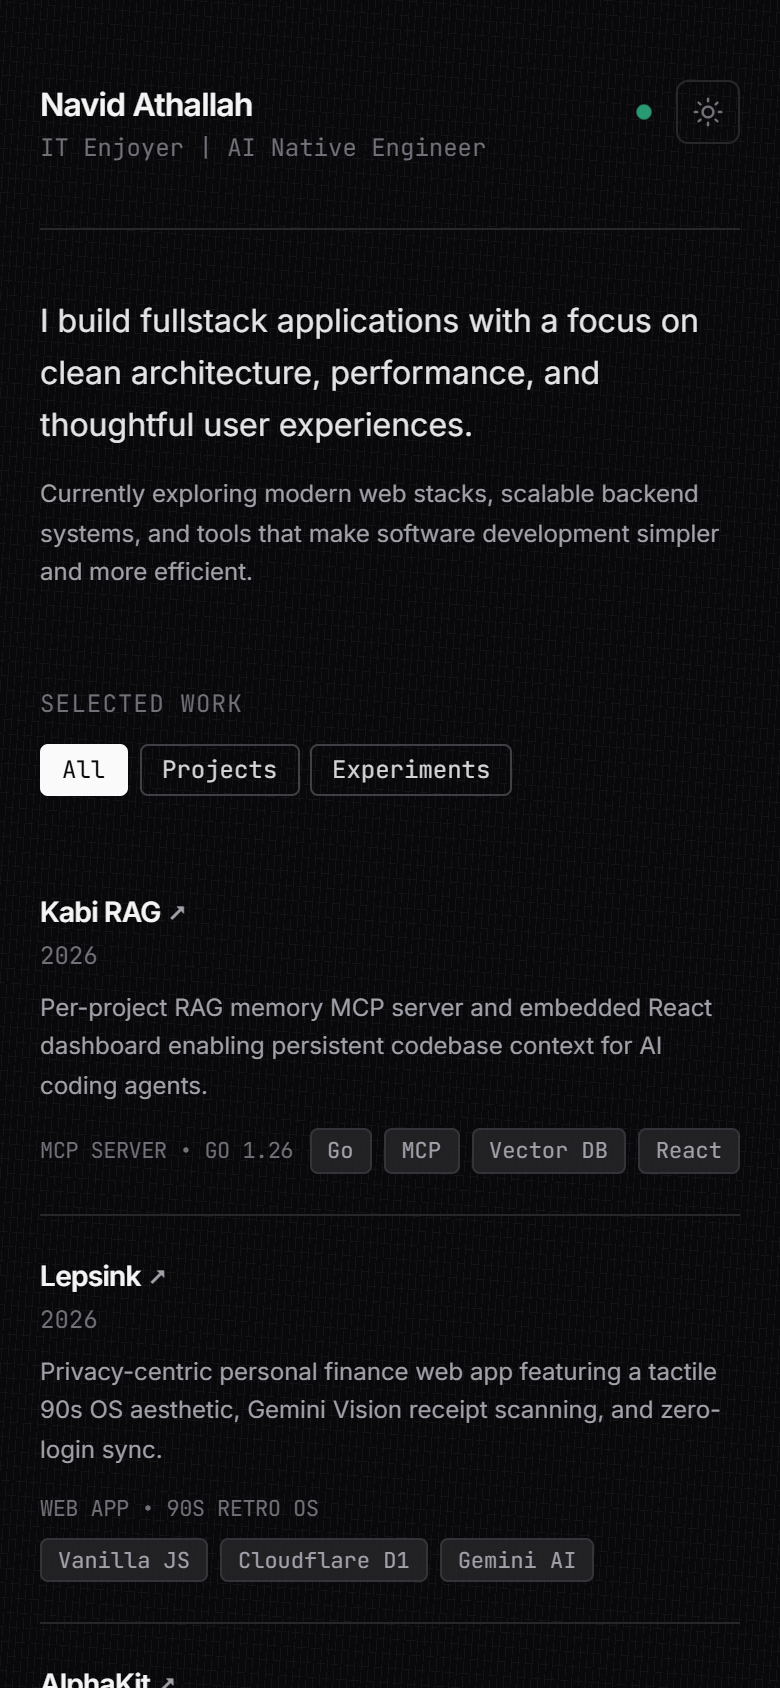 Navid Athallah
IT Enjoyer | AI Native Engineer
I build fullstack applications with a focus on
clean architecture, performance, and
thoughtful user experiences.
Currently exploring modern web stacks, scalable backend
systems, and tools that make software development simpler
and more efficient.
SELECTED WORK
All Projects Experiments
Kabi RAG ↗
2026
Per-project RAG memory MCP server and embedded React
dashboard enabling persistent codebase context for AI
coding agents.
MCP SERVER • GO 1.26 Go MCP Vector DB React
Lepsink ↗
2026
Privacy-centric personal finance web app featuring a tactile
90s OS aesthetic, Gemini Vision receipt scanning, and zero-
login sync.
WEB APP • 90S RETRO OS
Vanilla JS Cloudflare D1 Gemini AI
AlphaKit ↗